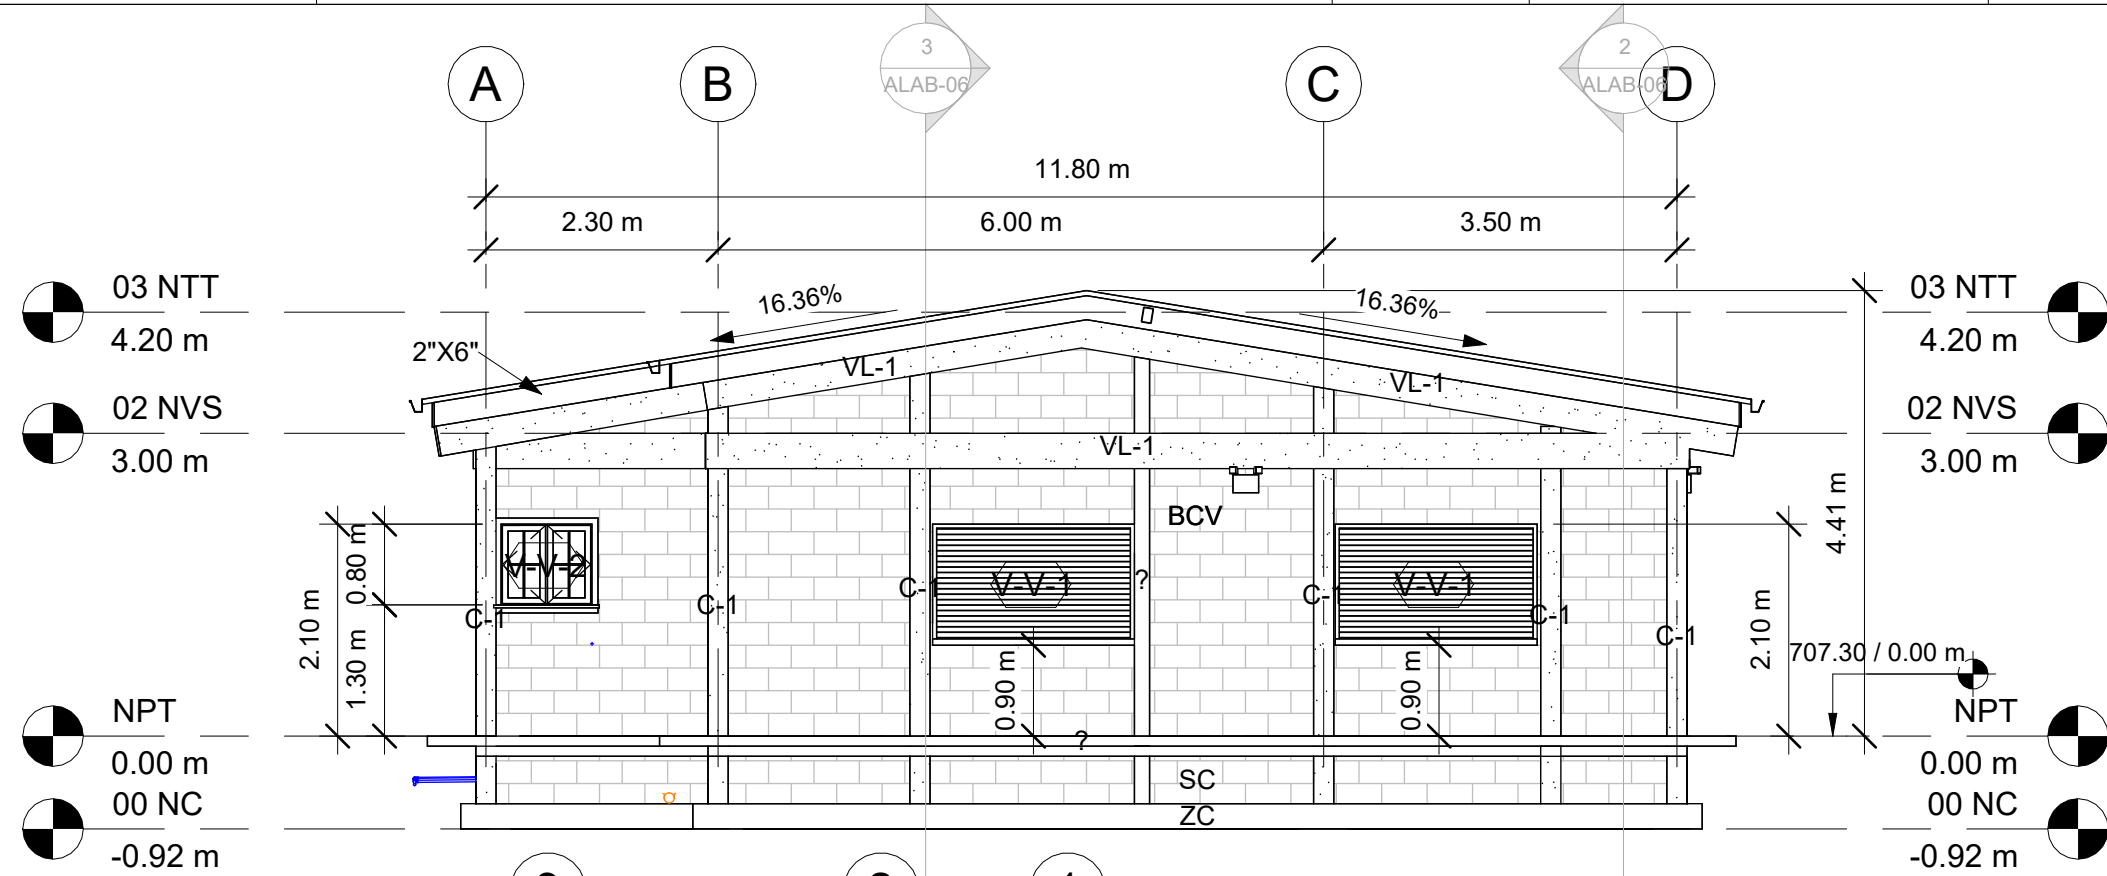 A
B
3
ALAB-06
C
2
ALAB-06
D
11.80 m
2.30 m
6.00 m
3.50 m
03 NTT
4.20 m
16.36%
16.36%
03 NTT
4.20 m
2"X6"
VL-1
VL-1
02 NVS
3.00 m
VL-1
02 NVS
3.00 m
4.41 m
BCV
0.80 m
2.10 m
1.30 m
V-V-2
C-1
C-1
C-1
V-V-1
?
C-1
V-V-1
C-1
C-1
2.10 m
707.30 / 0.00 m
0.90 m
0.90 m
NPT
0.00 m
?
NPT
0.00 m
SC
ZC
00 NC
-0.92 m
00 NC
-0.92 m